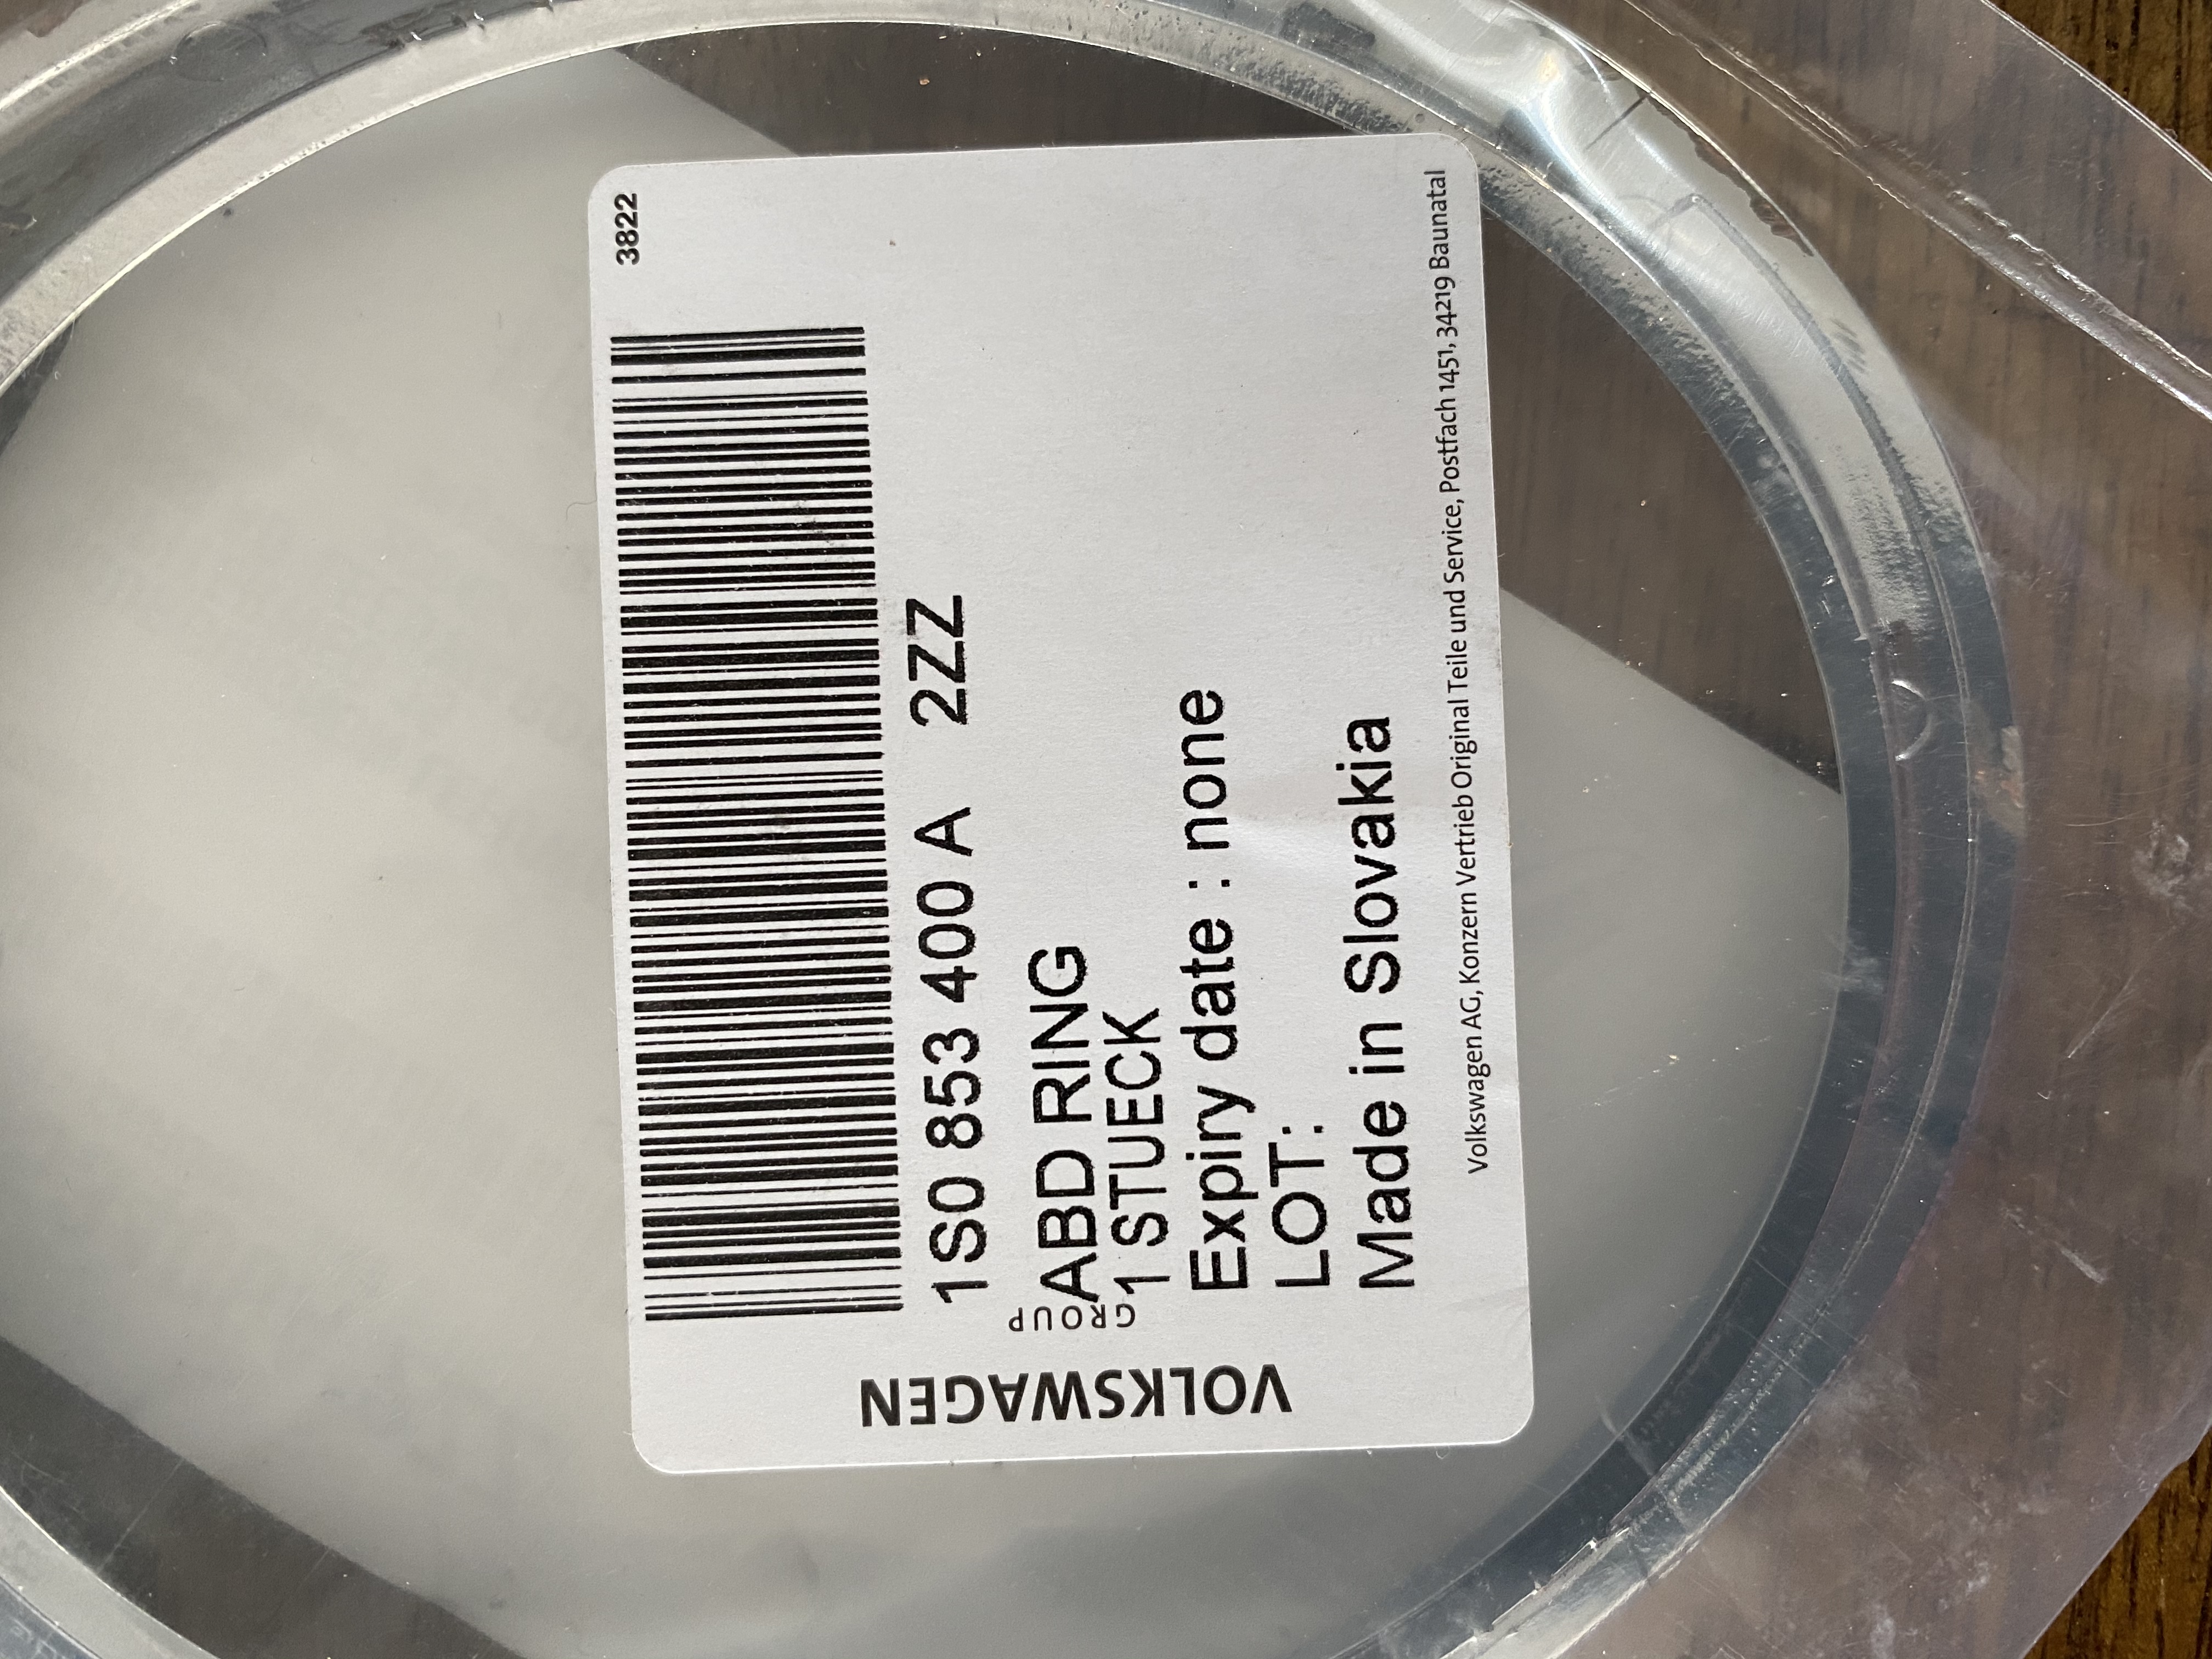 3822
1S0 853 400 A 2ZZ
ABD RING
1 STUECK
Expiry date : none
LOT:
Made in Slovakia
Volkswagen AG, Konzern Vertrieb Original Teile und Service, Postfach 1451, 34219 Baunatal
VOLKSWAGEN
GROUP